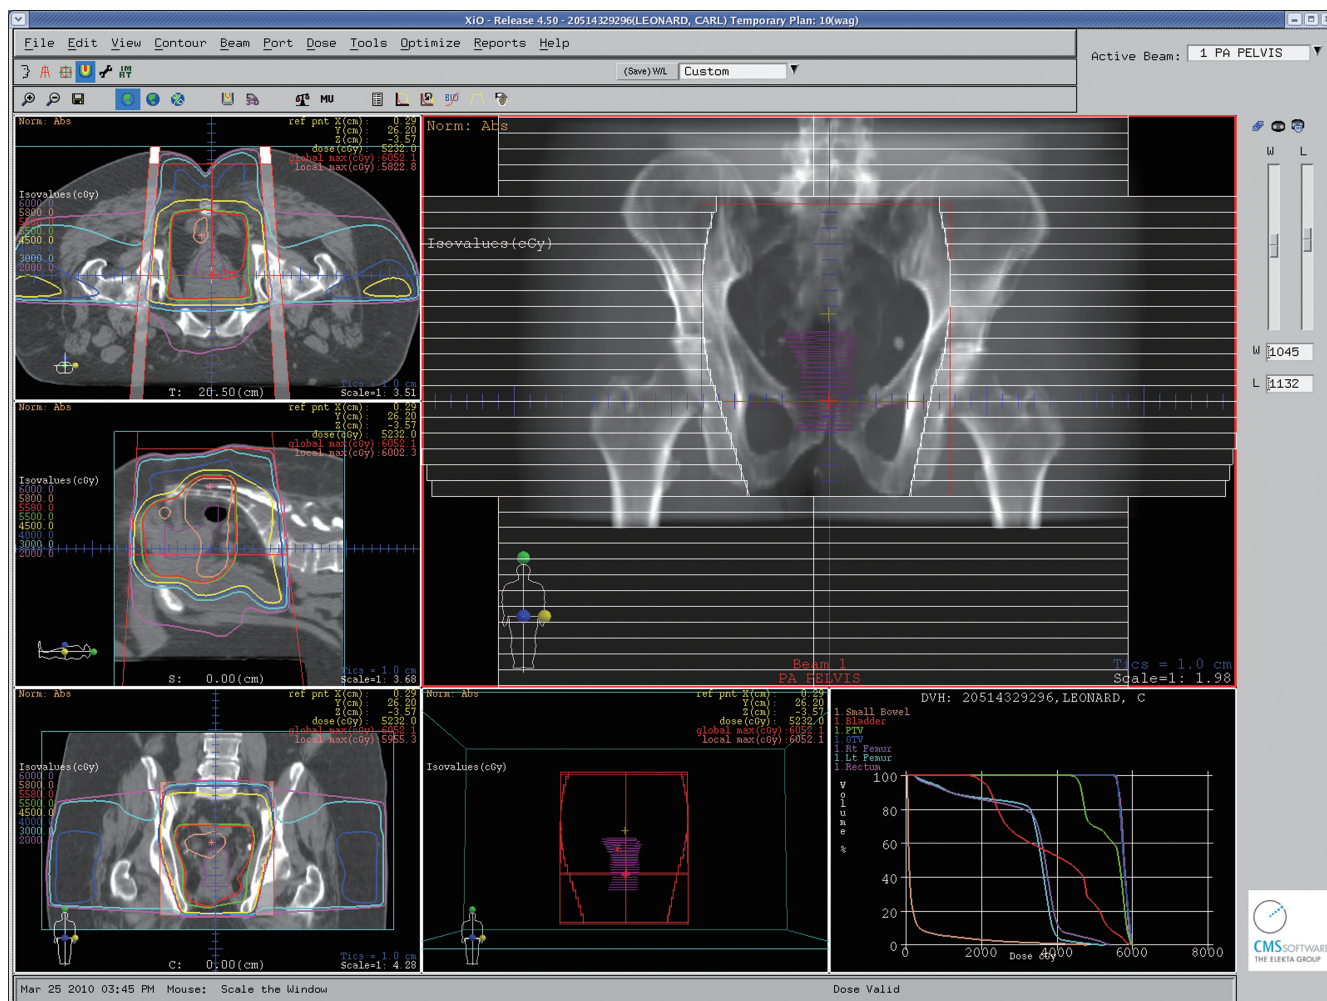 XiO - Release 4.50 - 20514329296(LEONARD, CARL) Temporary Plan: 10(wag)
File Edit View Contour Beam Port Dose Tools Optimize Reports Help
Active Beam: 1 PA PELVIS
(Save) W/L Custom
IM
RT
MU BIO
Norm: Abs
ref pnt X(cm): 0.29
Y(cm): 26.20
Z(cm): -3.57
dose(cGy): 5232.0
global max(cGy):6052.1
local max(cGy):5822.8
Isovalues(cGy)
6000.0
5800.0
5580.0
5500.0
4500.0
4000.0
3000.0
2000.0
T: 20.50(cm)
Tics = 1.0 cm
Scale=1: 3.51
Norm: Abs
Isovalues(cGy)
Beam 1
PA PELVIS
Tics = 1.0 cm
Scale=1: 1.98
W L
W 1045
L 1132
Norm: Abs
ref pnt X(cm): 0.29
Y(cm): 26.20
Z(cm): -3.57
dose(cGy): 5232.0
global max(cGy):6052.1
local max(cGy):6002.3
Isovalues(cGy)
6000.0
5800.0
5580.0
5500.0
4500.0
4000.0
3000.0
2000.0
S: 0.00(cm)
Tics = 1.0 cm
Scale=1: 3.68
Norm: Abs
ref pnt X(cm): 0.29
Y(cm): 26.20
Z(cm): -3.57
dose(cGy): 5232.0
global max(cGy):6052.1
local max(cGy):5955.3
Isovalues(cGy)
6000.0
5800.0
5580.0
5500.0
4500.0
4000.0
3000.0
2000.0
C: 0.00(cm)
Tics = 1.0 cm
Scale=1: 4.28
Norm: Abs
ref pnt X(cm): 0.29
Y(cm): 26.20
Z(cm): -3.57
dose(cGy): 5232.0
global max(cGy):6052.1
local max(cGy):6052.1
Isovalues(cGy)
DVH: 20514329296,LEONARD, C
1.Small Bowel
1.Bladder
1.PTV
1.GTV
1.Rt Femur
1.Lt Femur
1.Rectum
Volume %
100
80
60
40
20
0
0 2000 4000 6000 8000
Dose cGy
CMSSOFTWARE
THE ELEKTA GROUP
Mar 25 2010 03:45 PM Mouse: Scale the Window
Dose Valid